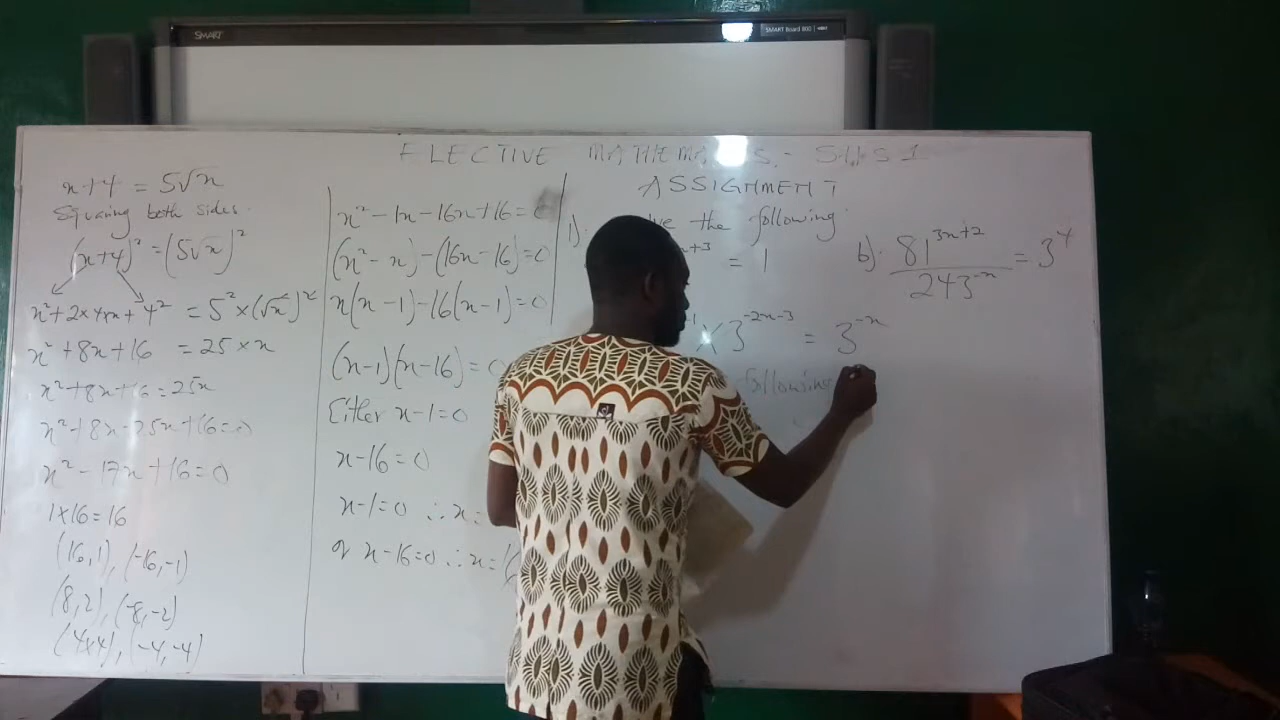 SMART
SMART Board 800
ELECTIVE MATHEMATICS - SHS 1
x+4 = 5√x
Squaring both sides.
(x+4)² = (5√x)²
x²+2×4x+4² = 5²×(√x)²
x²+8x+16 = 25×x
x²+8x+16=25x
x²+8x-25x+16=0
x²-17x+16=0
1×16=16
(16,1), (-16,-1)
(8,2), (-8,-2)
(4×4), (-4,-4)
x²-1x-16x+16=0
(x²-x)-(16x-16)=0
x(x-1)-16(x-1)=0
(x-1)(x-16)=0
Either x-1=0
x-16=0
x-1=0 ∴x=
or x-16=0 ∴x=
ASSIGNMENT
1) the following
= 1
×3^(-2x-3) = 3^(-x)
following
b). 81^(3x+2)/243^(-x) = 3^4